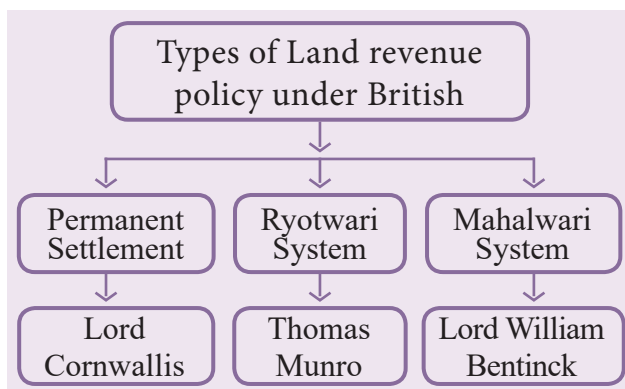 Types of Land revenue
policy under British
Permanent
Settlement
Ryotwari
System
Mahalwari
System
Lord
Cornwallis
Thomas
Munro
Lord William
Bentinck